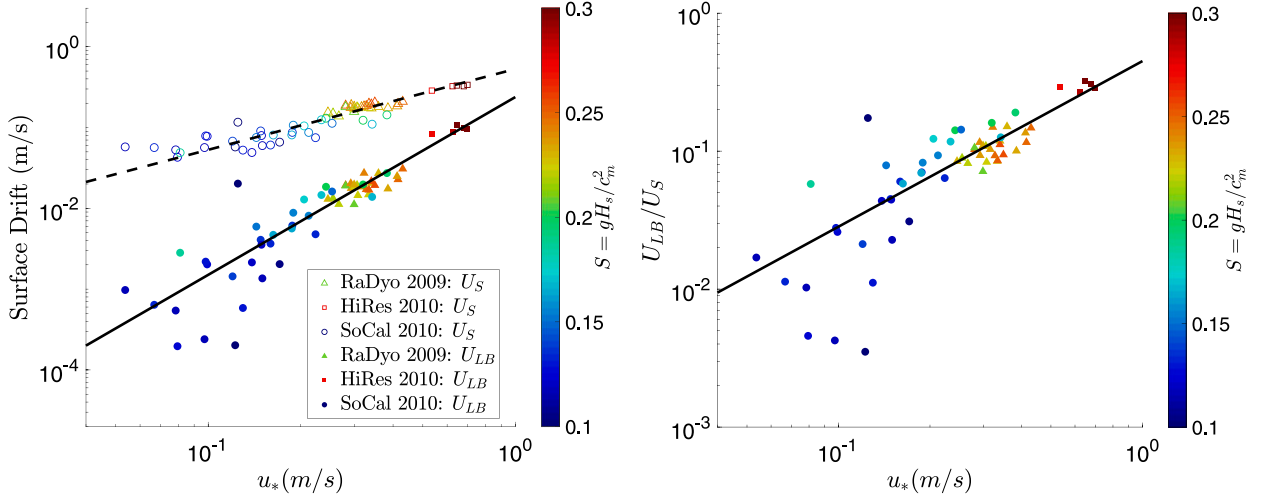 Surface Drift (m/s)
10^0
10^-2
10^-4
10^-1
10^0
u_*(m/s)
RaDyo 2009: U_S
HiRes 2010: U_S
SoCal 2010: U_S
RaDyo 2009: U_LB
HiRes 2010: U_LB
SoCal 2010: U_LB
0.3
0.25
0.2
0.15
0.1
S = gH_s/c_m^2
U_LB/U_S
10^0
10^-1
10^-2
10^-3
10^-1
10^0
u_*(m/s)
0.3
0.25
0.2
0.15
0.1
S = gH_s/c_m^2